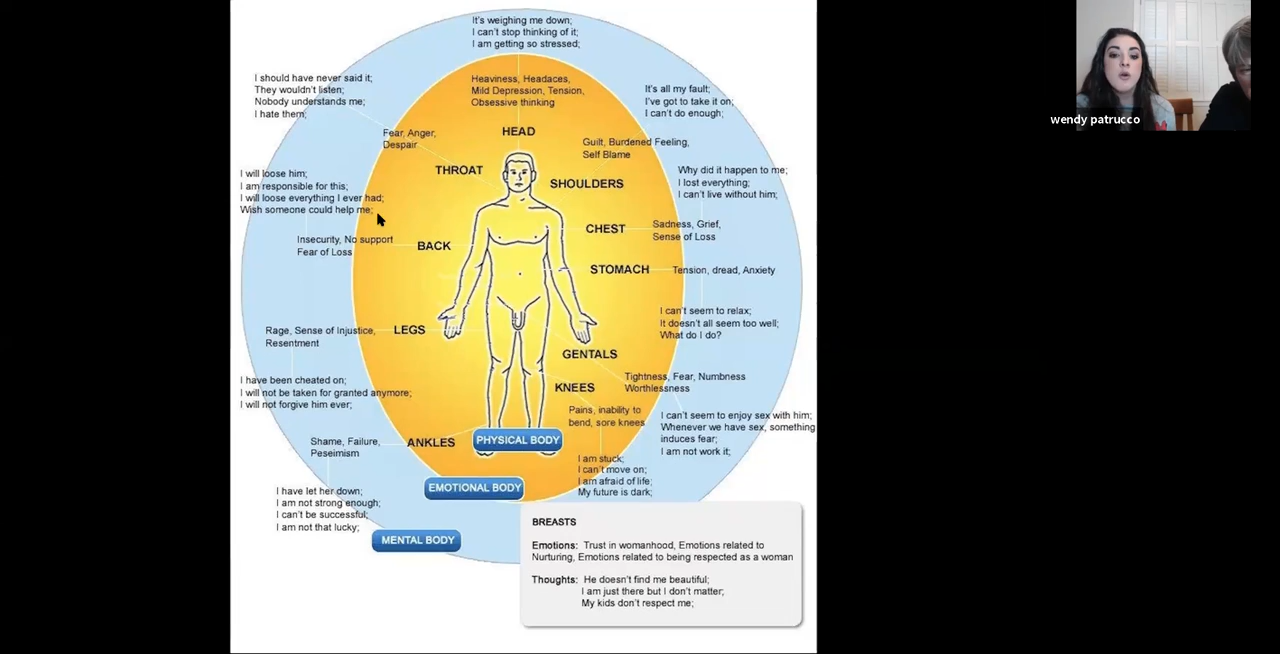 It's weighing me down;
I can't stop thinking of it;
I am getting so stressed;
Heaviness, Headaces,
Mild Depression, Tension,
Obsessive thinking
HEAD
I should have never said it;
They wouldn't listen;
Nobody understands me;
I hate them;
Fear, Anger,
Despair
THROAT
It's all my fault;
I've got to take it on;
I can't do enough;
Guilt, Burdened Feeling,
Self Blame
SHOULDERS
I will loose him;
I am responsible for this;
I will loose everything I ever had;
Wish someone could help me;
Insecurity, No support
Fear of Loss
BACK
Why did it happen to me;
I lost everything;
I can't live without him;
CHEST
Sadness, Grief,
Sense of Loss
STOMACH
Tension, dread, Anxiety
I can't seem to relax;
It doesn't all seem too well;
What do I do?
Rage, Sense of Injustice,
Resentment
LEGS
I have been cheated on;
I will not be taken for granted anymore;
I will not forgive him ever;
GENTALS
Tightness, Fear, Numbness
Worthlessness
I can't seem to enjoy sex with him;
Whenever we have sex, something
induces fear;
I am not work it;
KNEES
Pains, inability to
bend, sore knees
I am stuck;
I can't move on;
I am afraid of life;
My future is dark;
Shame, Failure,
Peseimism
ANKLES
I have let her down;
I am not strong enough;
I can't be successful;
I am not that lucky;
PHYSICAL BODY
EMOTIONAL BODY
MENTAL BODY
BREASTS
Emotions: Trust in womanhood, Emotions related to
Nurturing, Emotions related to being respected as a woman
Thoughts: He doesn't find me beautiful;
I am just there but I don't matter;
My kids don't respect me;
wendy patrucco